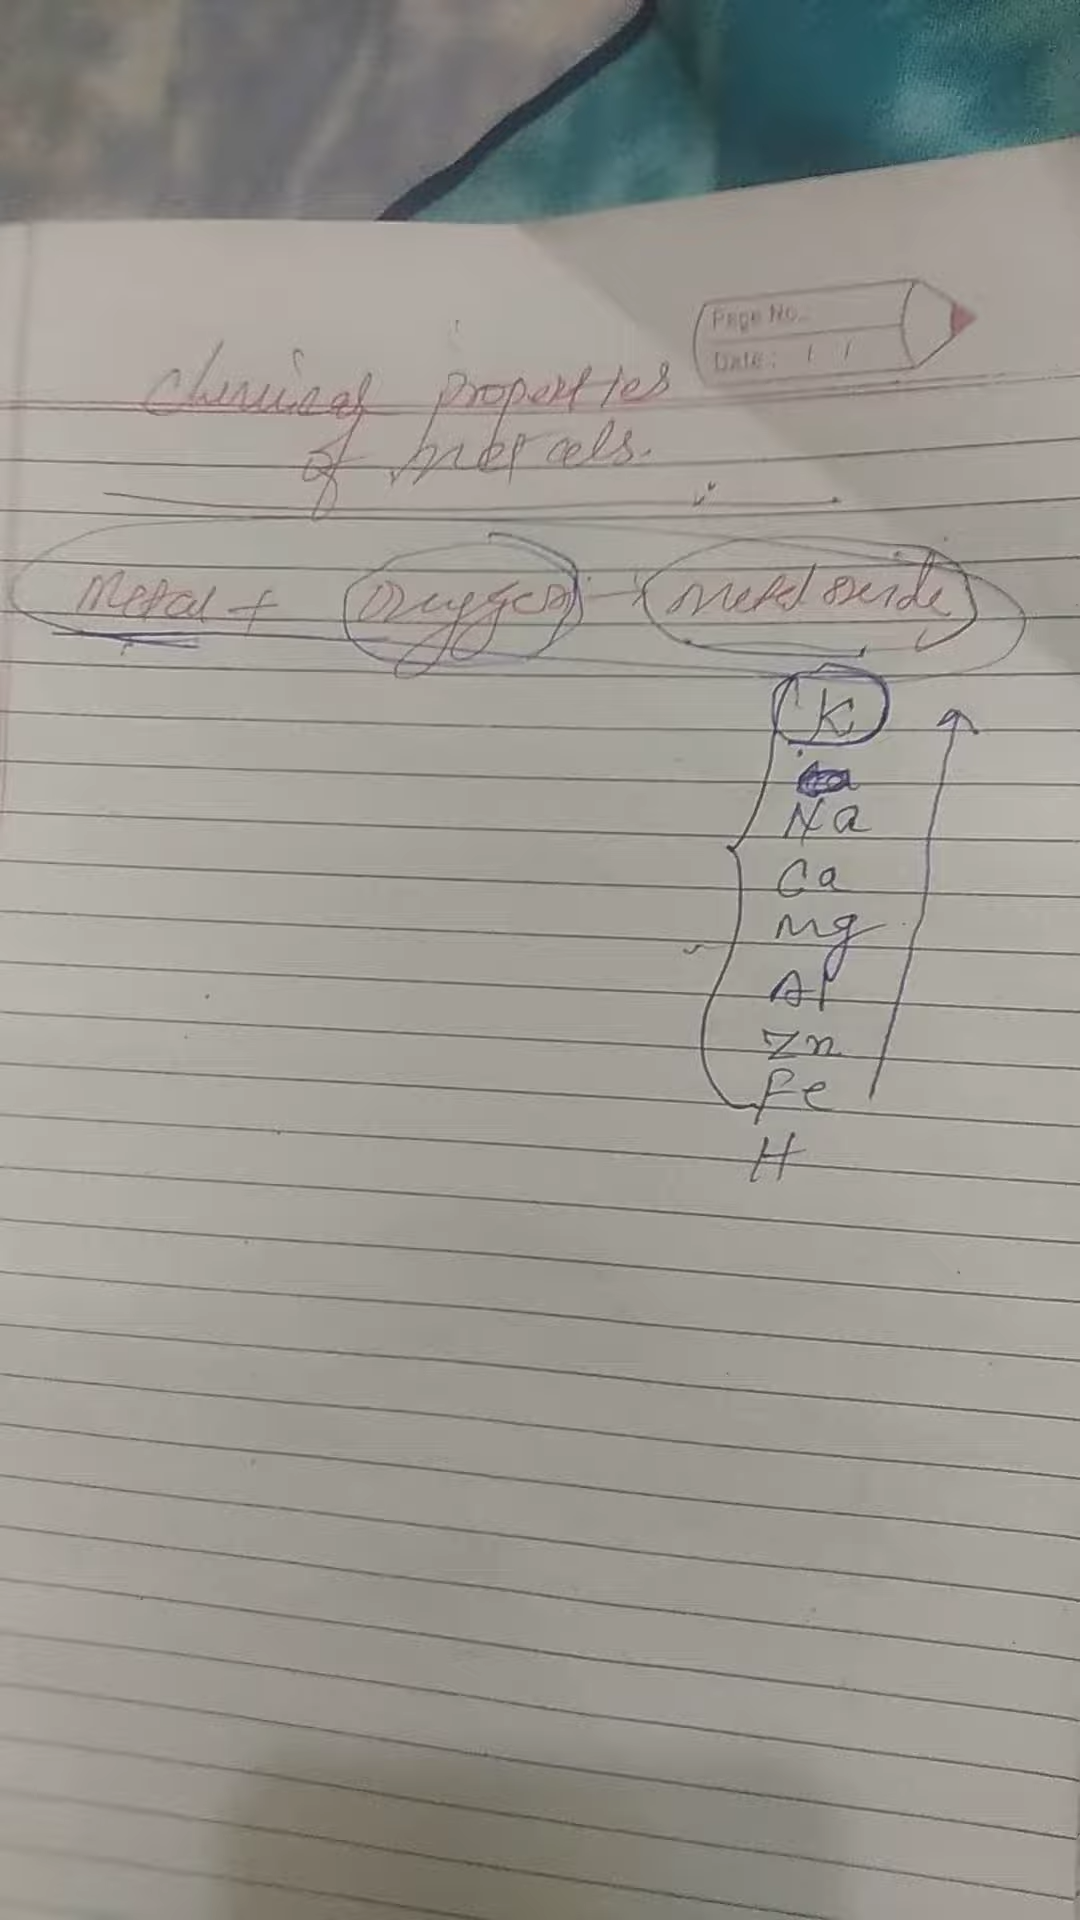 Page No.
Date: / /
Chemical properties
of metals.
Metal + Oxygen → metal oxide
K
Na
Ca
Mg
Al
Zn
Fe
H